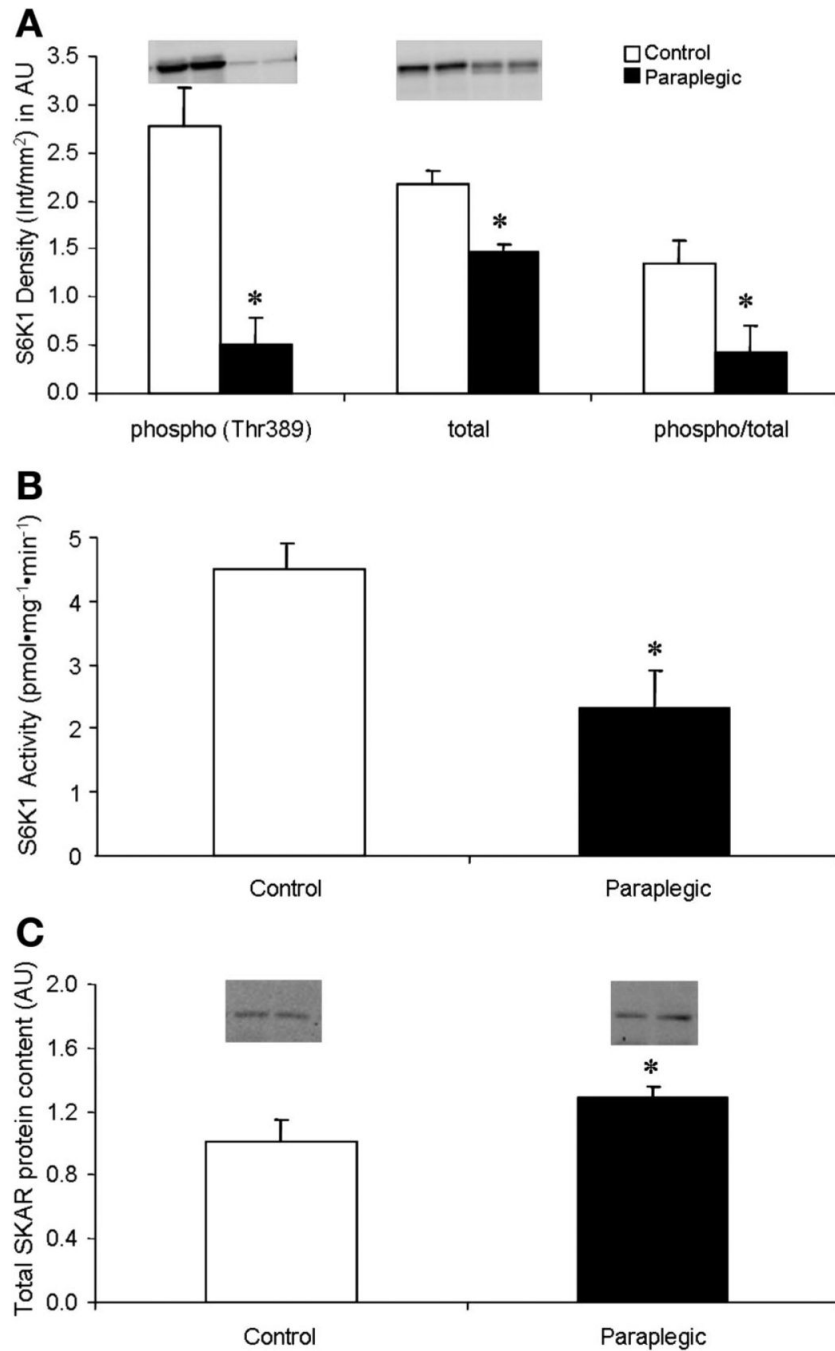 A
S6K1 Density (Int/mm²) in AU
3.5
3.0
2.5
2.0
1.5
1.0
0.5
0.0
Control
Paraplegic
*
*
*
phospho (Thr389)
total
phospho/total
B
S6K1 Activity (pmol•mg⁻¹•min⁻¹)
5
4
3
2
1
0
*
Control
Paraplegic
C
Total SKAR protein content (AU)
2.0
1.6
1.2
0.8
0.4
0.0
*
Control
Paraplegic